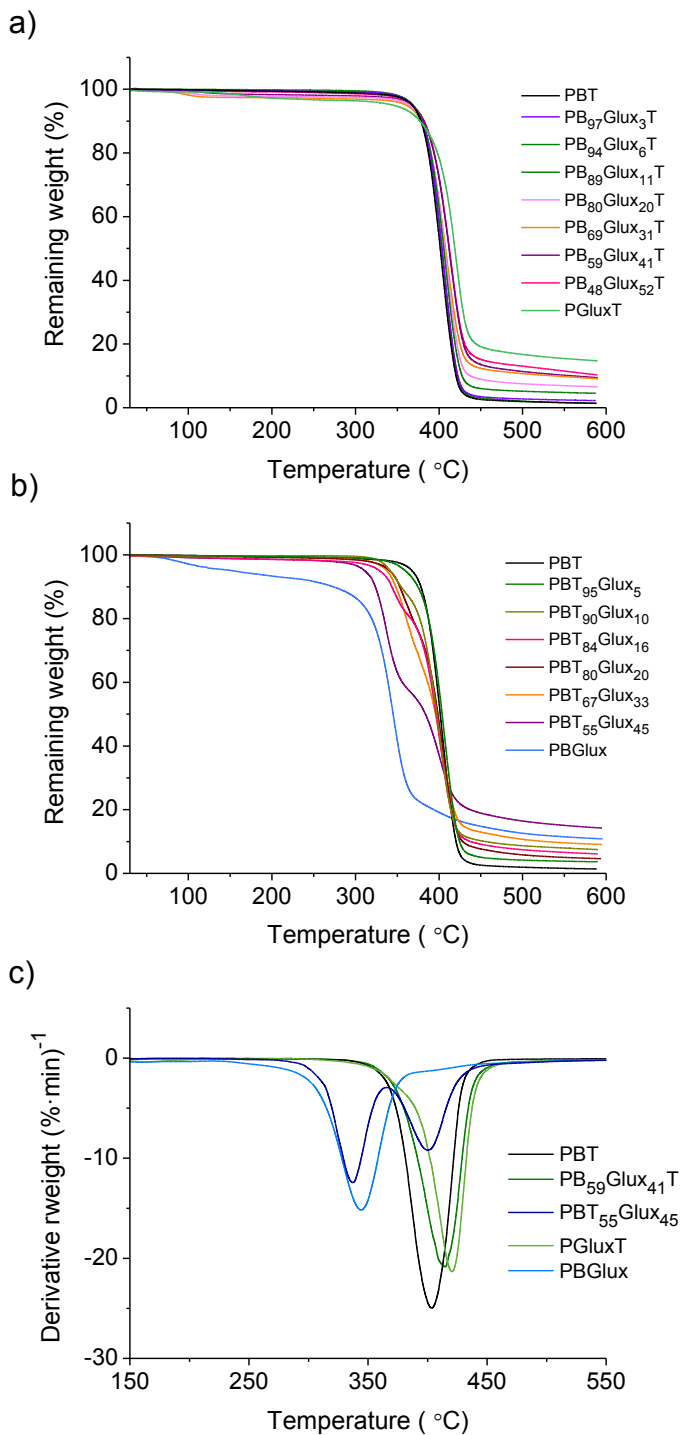 a)
100
80
60
40
20
0
Remaining weight (%)
100 200 300 400 500 600
Temperature ( °C)
PBT
PB97Glux3T
PB94Glux6T
PB89Glux11T
PB80Glux20T
PB69Glux31T
PB59Glux41T
PB48Glux52T
PGluxT
b)
100
80
60
40
20
0
Remaining weight (%)
100 200 300 400 500 600
Temperature ( °C)
PBT
PBT95Glux5
PBT90Glux10
PBT84Glux16
PBT80Glux20
PBT67Glux33
PBT55Glux45
PBGlux
c)
0
-10
-20
-30
Derivative rweight (%·min)-1
150 250 350 450 550
Temperature ( °C)
PBT
PB59Glux41T
PBT55Glux45
PGluxT
PBGlux